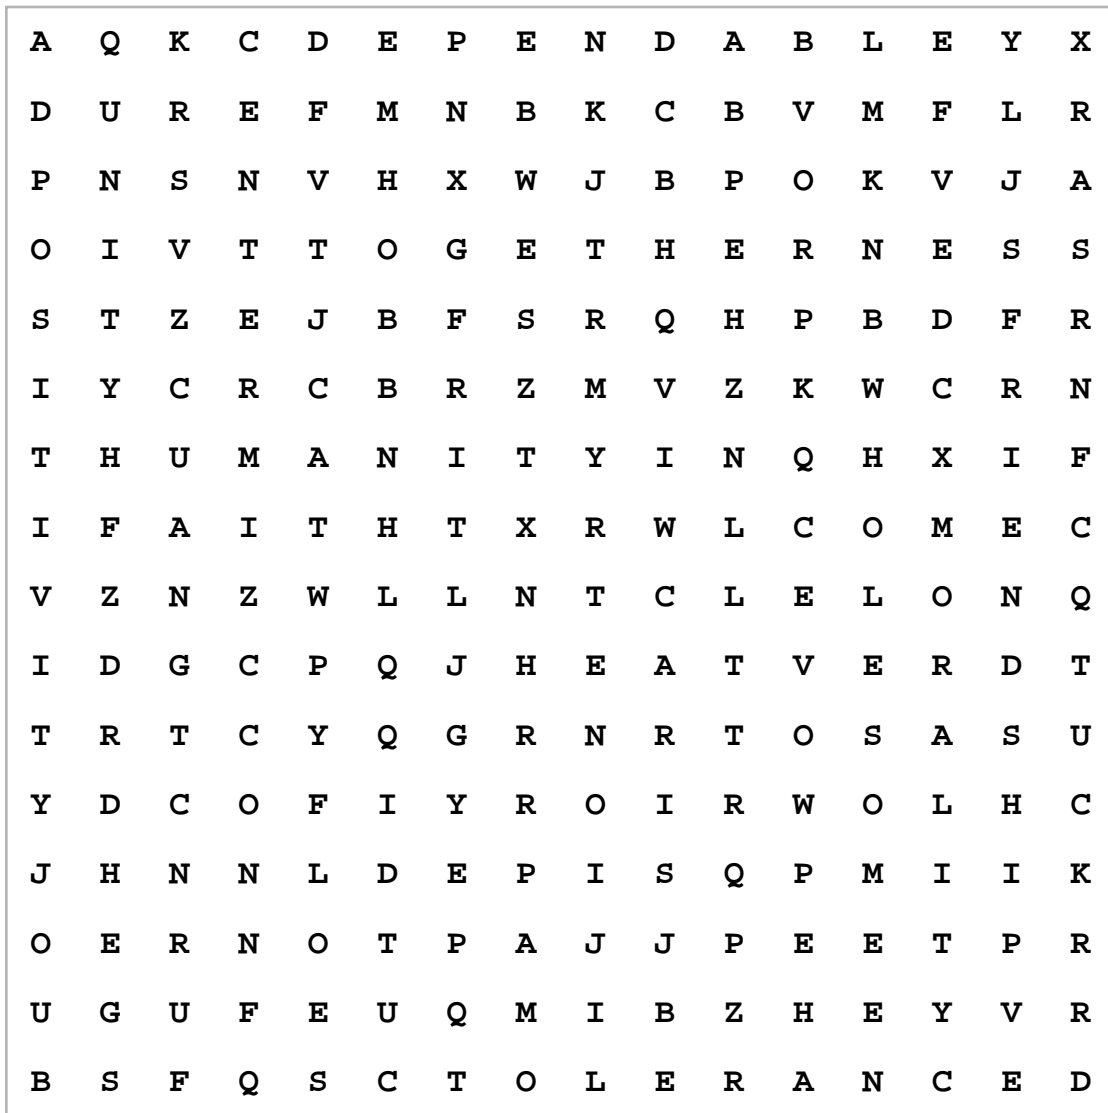 A Q K C D E P E N D A B L E Y X
D U R E F M N B K C B V M F L R
P N S N V H X W J B P O K V J A
O I V T T O G E T H E R N E S S
S T Z E J B F S R Q H P B D F R
I Y C R C B R Z M V Z K W C R N
T H U M A N I T Y I N Q H X I F
I F A I T H T X R W L C O M E C
V Z N Z W L L N T C L E L O N Q
I D G C P Q J H E A T V E R D T
T R T C Y Q G R N R T O S A S U
Y D C O F I Y R O I R W O L H C
J H N N L D E P I S Q P M I I K
O E R N O T P A J J P E E T P R
U G U F E U Q M I B Z H E Y V R
B S F Q S C T O L E R A N C E D